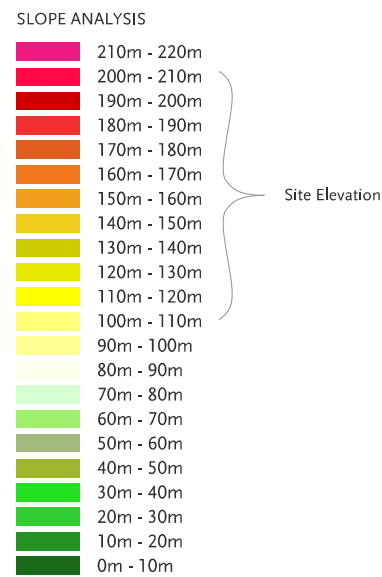 SLOPE ANALYSIS
210m - 220m
200m - 210m
190m - 200m
180m - 190m
170m - 180m
160m - 170m
150m - 160m
Site Elevation
140m - 150m
130m - 140m
120m - 130m
110m - 120m
100m - 110m
90m - 100m
80m - 90m
70m - 80m
60m - 70m
50m - 60m
40m - 50m
30m - 40m
20m - 30m
10m - 20m
0m - 10m